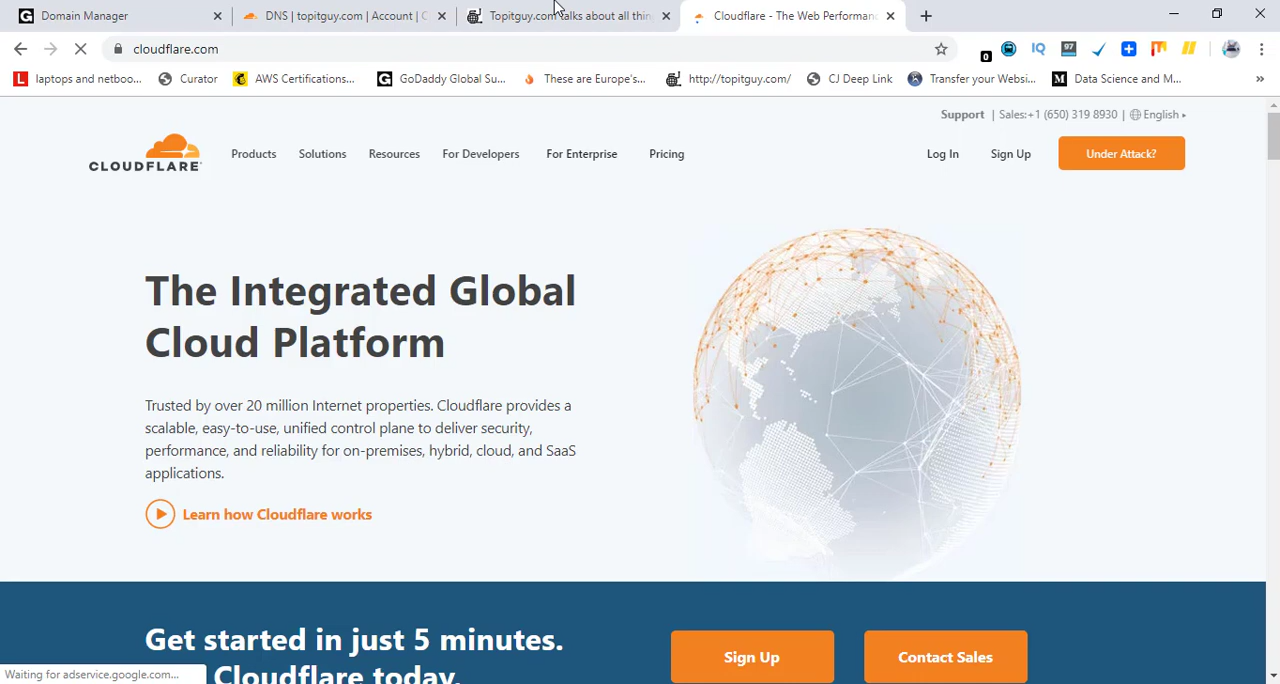 Domain Manager
DNS | topitguy.com | Account | C
Topitguy.com talks about all thin
Cloudflare - The Web Performanc
cloudflare.com
0
IQ
97
L laptops and netboo...
Curator
AWS Certifications...
G GoDaddy Global Su...
These are Europe's...
http://topitguy.com/
CJ Deep Link
Transfer your Websi...
M Data Science and M...
»
Support | Sales:+1 (650) 319 8930 | English
CLOUDFLARE
Products Solutions Resources For Developers For Enterprise Pricing
Log In Sign Up Under Attack?
The Integrated Global
Cloud Platform
Trusted by over 20 million Internet properties. Cloudflare provides a
scalable, easy-to-use, unified control plane to deliver security,
performance, and reliability for on-premises, hybrid, cloud, and SaaS
applications.
Learn how Cloudflare works
Get started in just 5 minutes.
Cloudflare today.
Sign Up
Contact Sales
Waiting for adservice.google.com...